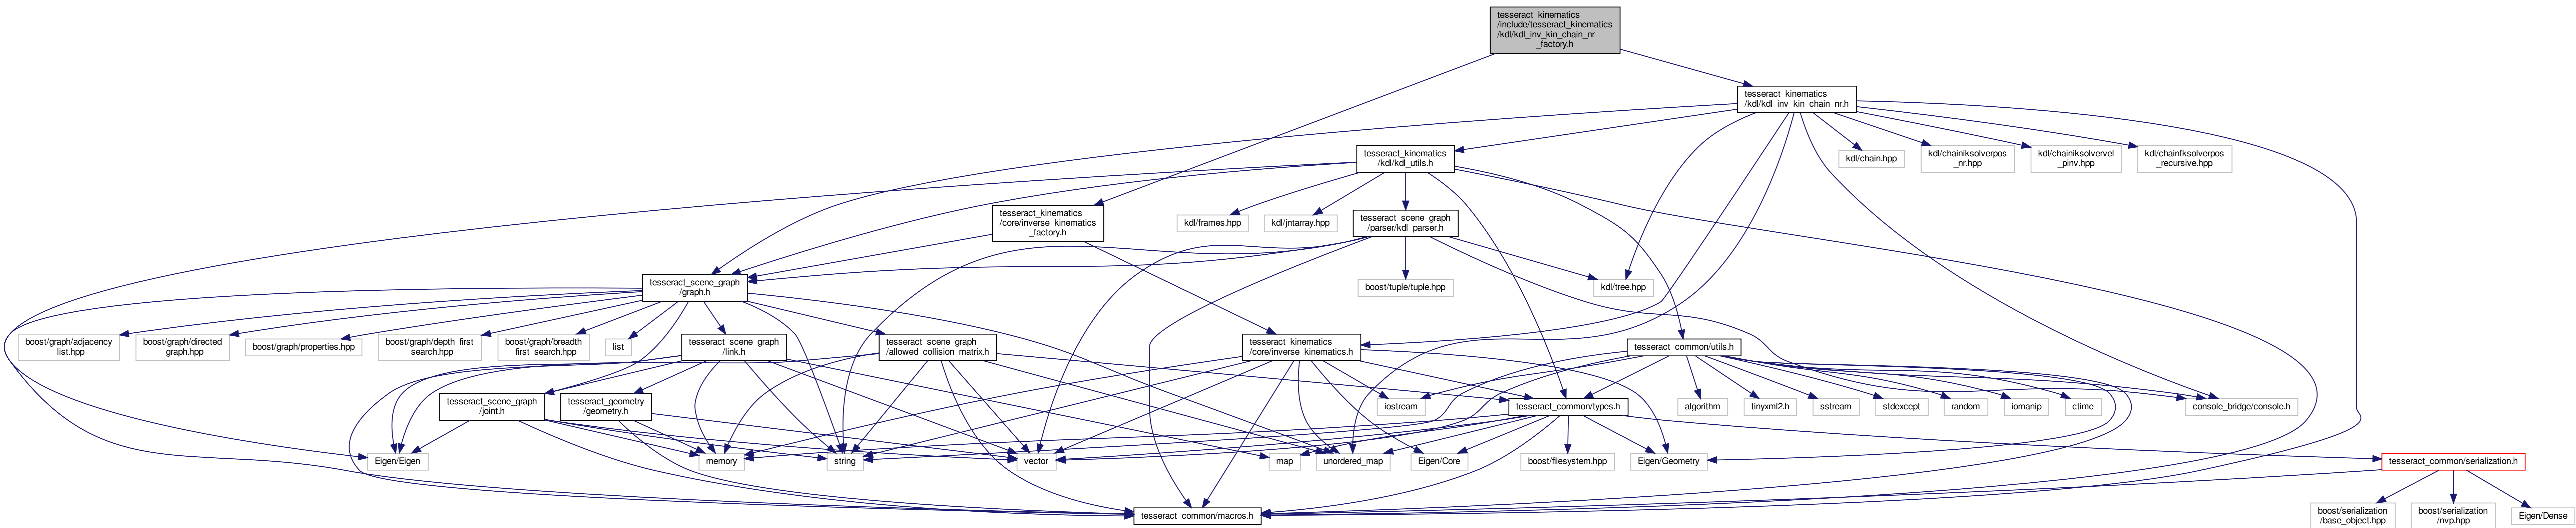 tesseract_kinematics
/include/tesseract_kinematics
/kdl/kdl_inv_kin_chain_nr
_factory.h
tesseract_kinematics
/kdl/kdl_inv_kin_chain_nr.h
tesseract_kinematics
/kdl/kdl_utils.h
kdl/chain.hpp
kdl/chainiksolverpos
_nr.hpp
kdl/chainiksolvervel
_pinv.hpp
kdl/chainfksolverpos
_recursive.hpp
tesseract_kinematics
/core/inverse_kinematics
_factory.h
kdl/frames.hpp
kdl/jntarray.hpp
tesseract_scene_graph
/parser/kdl_parser.h
tesseract_scene_graph
/graph.h
boost/tuple/tuple.hpp
kdl/tree.hpp
boost/graph/adjacency
_list.hpp
boost/graph/directed
_graph.hpp
boost/graph/properties.hpp
boost/graph/depth_first
_search.hpp
boost/graph/breadth
_first_search.hpp
list
tesseract_scene_graph
/link.h
tesseract_scene_graph
/allowed_collision_matrix.h
tesseract_kinematics
/core/inverse_kinematics.h
tesseract_common/utils.h
tesseract_scene_graph
/joint.h
tesseract_geometry
/geometry.h
iostream
tesseract_common/types.h
algorithm
tinyxml2.h
sstream
stdexcept
random
iomanip
ctime
console_bridge/console.h
Eigen/Eigen
memory
string
vector
map
unordered_map
Eigen/Core
boost/filesystem.hpp
Eigen/Geometry
tesseract_common/serialization.h
tesseract_common/macros.h
boost/serialization
/base_object.hpp
boost/serialization
/nvp.hpp
Eigen/Dense